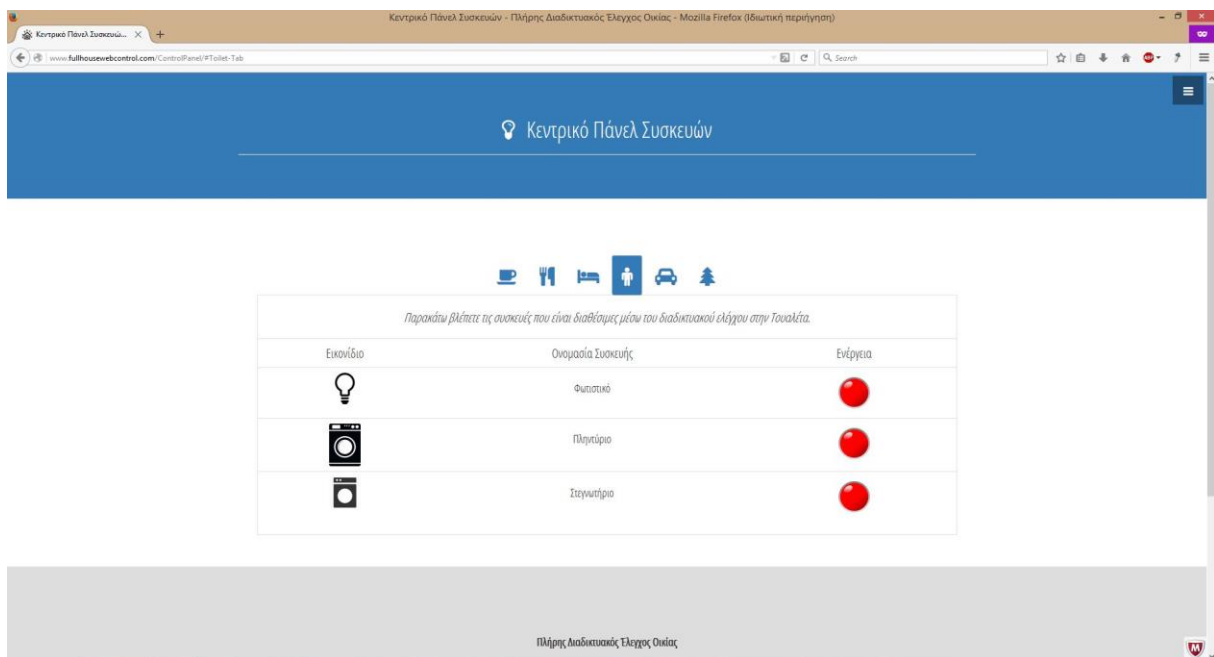 Κεντρικό Πάνελ Συσκευών - Πλήρης Διαδικτυακός Έλεγχος Οικίας - Mozilla Firefox (Ιδιωτική περιήγηση)
Κεντρικό Πάνελ Συσκευώ...
www.fullhousewebcontrol.com/ControlPanel/#Toilet-Tab
Search
ABP
Κεντρικό Πάνελ Συσκευών
Παρακάτω βλέπετε τις συσκευές που είναι διαθέσιμες μέσω του διαδικτυακού ελέγχου στην Τουαλέτα.
Εικονίδιο Ονομασία Συσκευής Ενέργεια
Φωτιστικό
Πληντύριο
Στεγνωτήριο
Πλήρης Διαδικτυακός Έλεγχος Οικίας